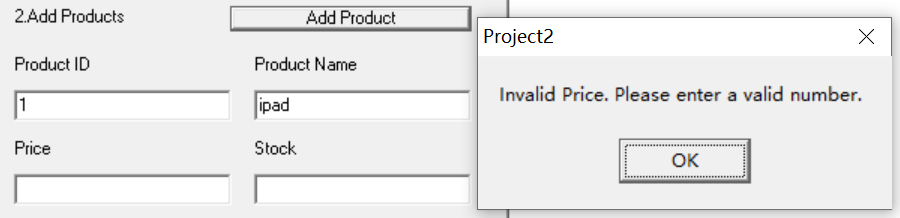 2.Add Products
Add Product
Product ID
Product Name
1
ipad
Price
Stock
Project2
Invalid Price. Please enter a valid number.
OK